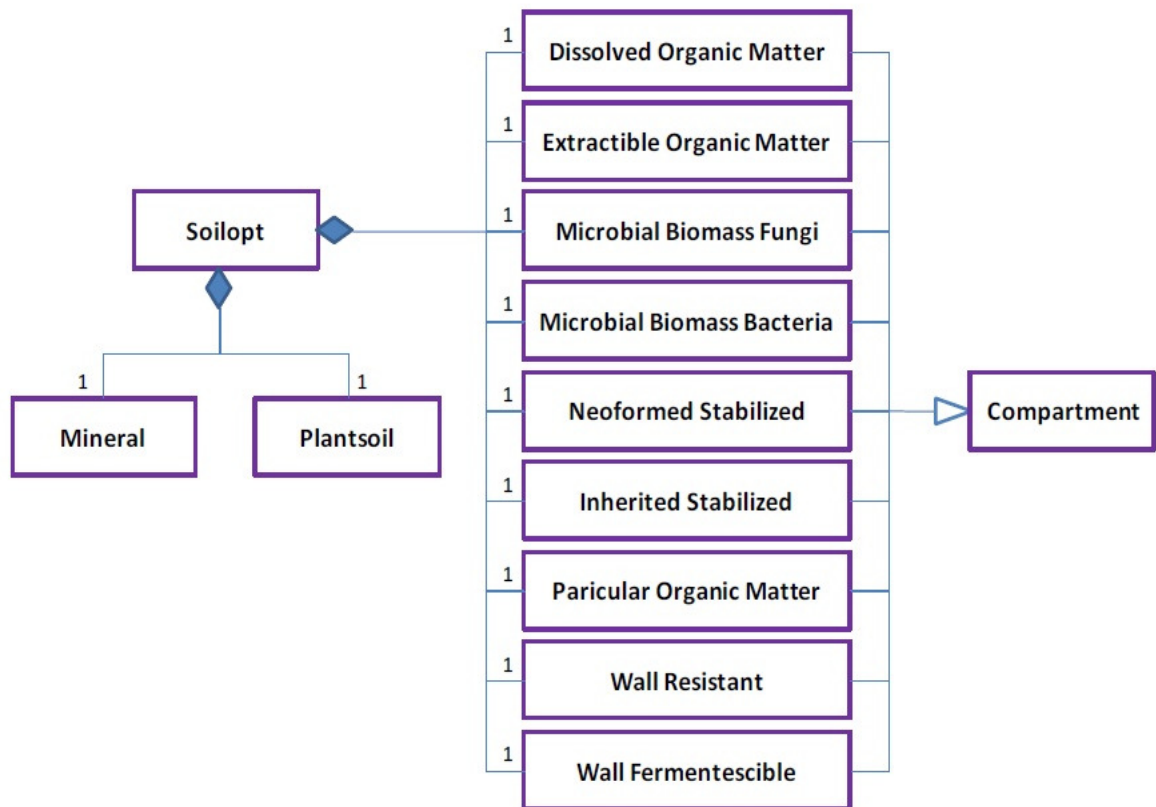 1
Dissolved Organic Matter
1
Extractible Organic Matter
Soilopt
1
Microbial Biomass Fungi
1
Microbial Biomass Bacteria
1
1
Mineral
Plantsoil
1
Neoformed Stabilized
Compartment
1
Inherited Stabilized
1
Paricular Organic Matter
1
Wall Resistant
1
Wall Fermentescible